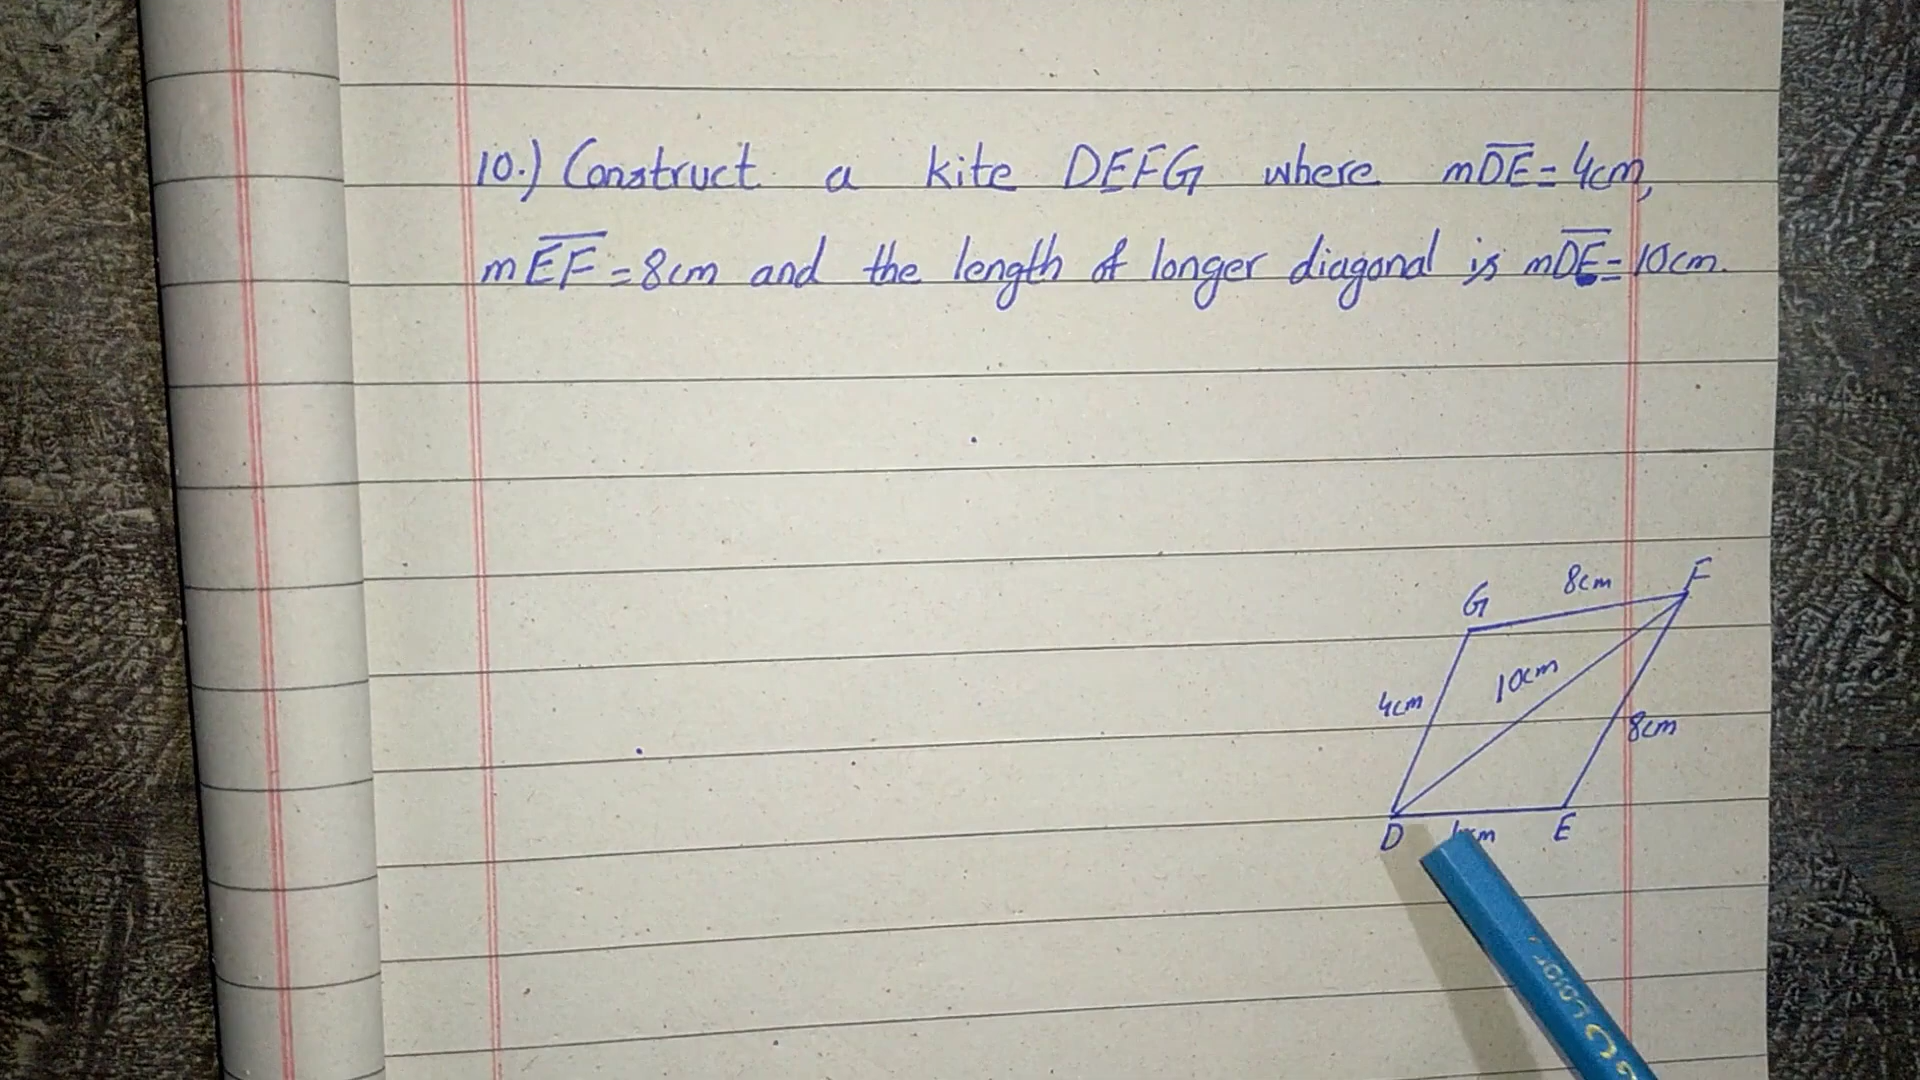 10.) Construct a kite DEFG where mDE = 4cm,
mEF = 8cm and the length of longer diagonal is mDE = 10cm.
8cm F
G
10cm
4cm
8cm
D E
COLOR